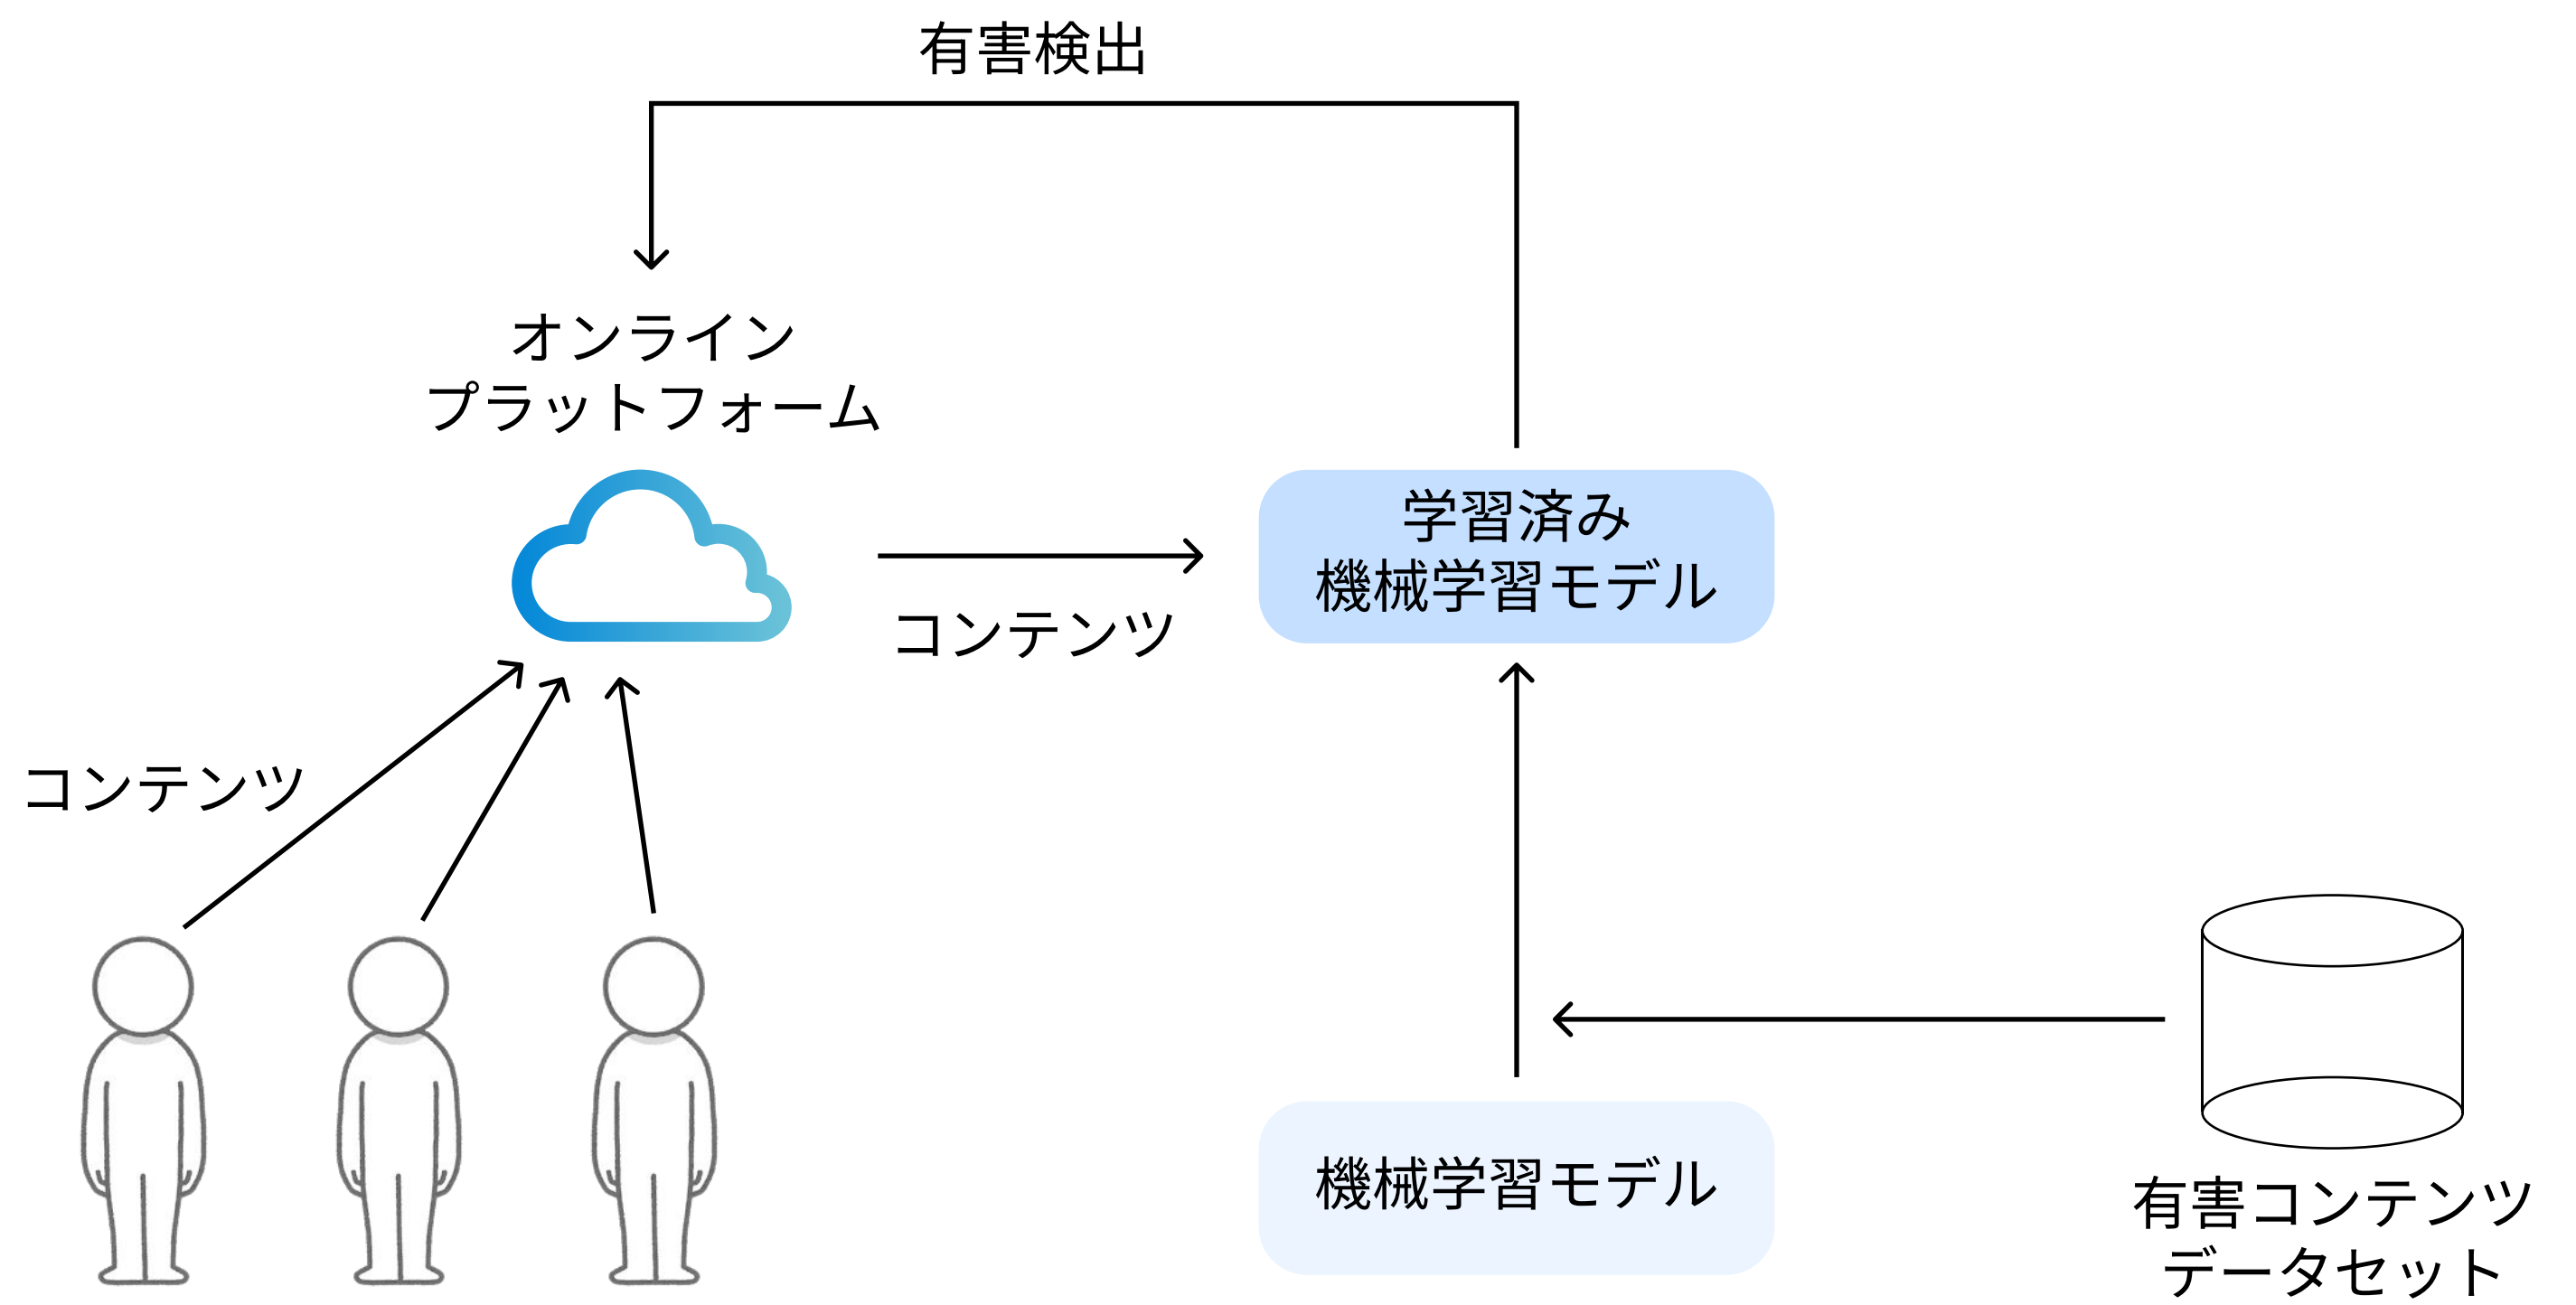 有害検出
オンライン
プラットフォーム
学習済み
機械学習モデル
コンテンツ
コンテンツ
機械学習モデル
有害コンテンツ
データセット